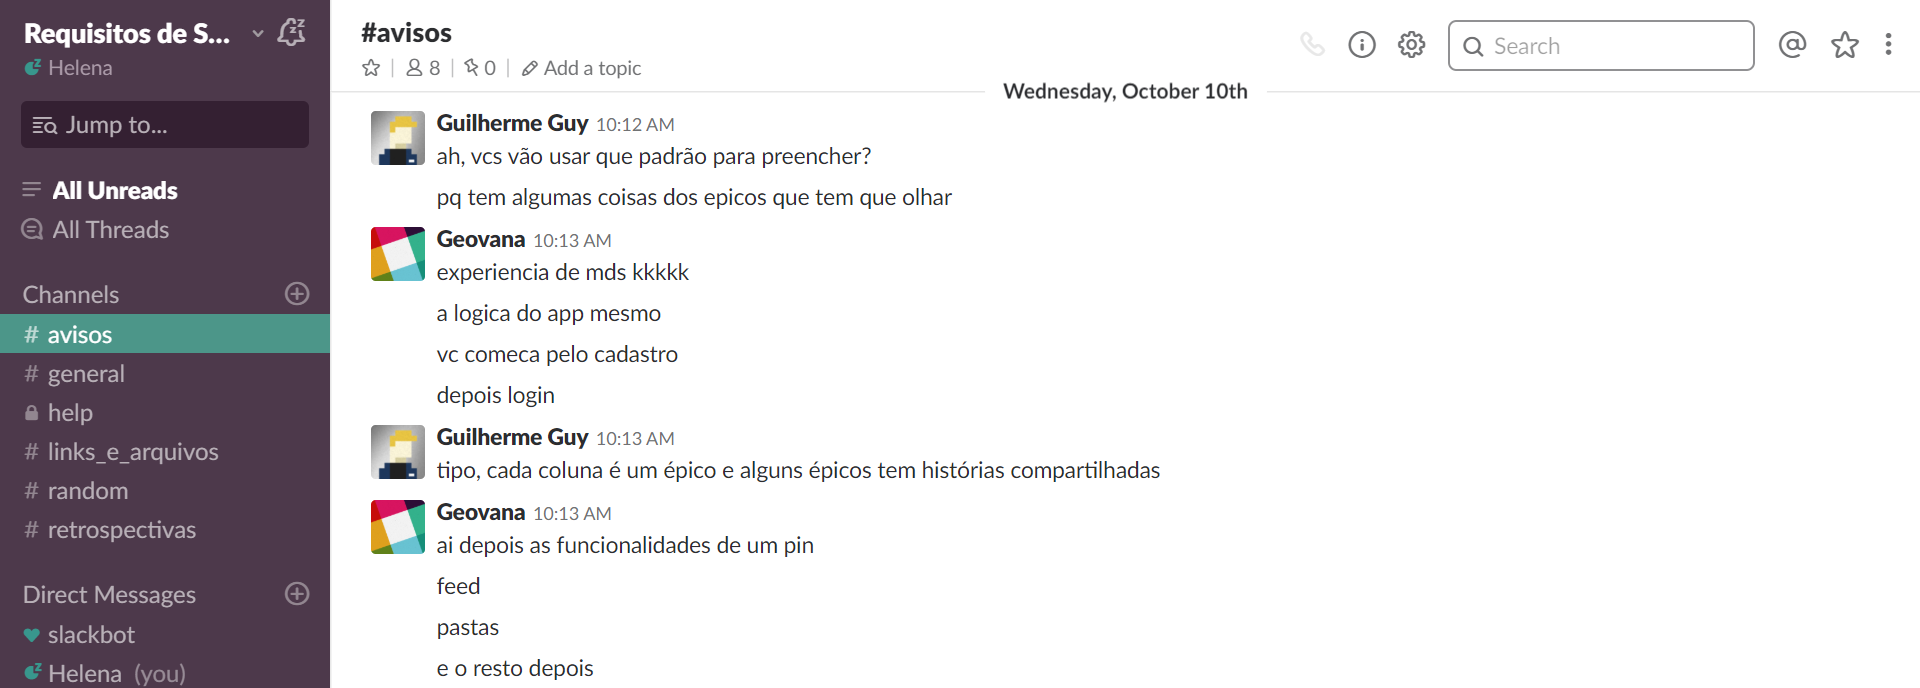 Requisitos de S...
Helena
Jump to...
All Unreads
All Threads
Channels
# avisos
# general
help
# links_e_arquivos
# random
# retrospectivas
Direct Messages
slackbot
Helena (you)
#avisos
8 | 0 | Add a topic
Search
Wednesday, October 10th
Guilherme Guy 10:12 AM
ah, vcs vão usar que padrão para preencher?
pq tem algumas coisas dos epicos que tem que olhar
Geovana 10:13 AM
experiencia de mds kkkkk
a logica do app mesmo
vc comeca pelo cadastro
depois login
Guilherme Guy 10:13 AM
tipo, cada coluna é um épico e alguns épicos tem histórias compartilhadas
Geovana 10:13 AM
ai depois as funcionalidades de um pin
feed
pastas
e o resto depois